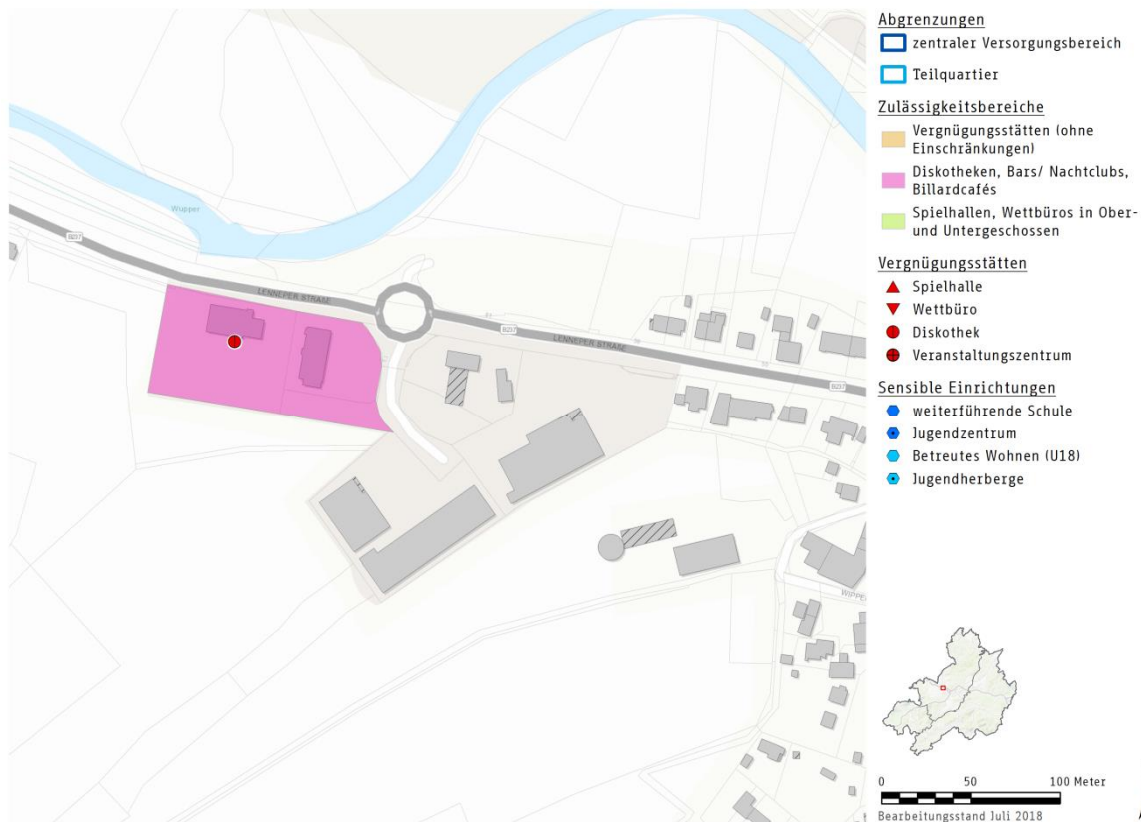 Wupper
B237
LENNEPER STRASSE
B237
LENNEPER STRASSE
B237
WIPPER
Abgrenzungen
zentraler Versorgungsbereich
Teilquartier
Zulässigkeitsbereiche
Vergnügungsstätten (ohne
Einschränkungen)
Diskotheken, Bars/ Nachtclubs,
Billardcafés
Spielhallen, Wettbüros in Ober-
und Untergeschossen
Vergnügungsstätten
Spielhalle
Wettbüro
Diskothek
Veranstaltungszentrum
Sensible Einrichtungen
weiterführende Schule
Jugendzentrum
Betreutes Wohnen (U18)
Jugendherberge
0 50 100 Meter
Bearbeitungsstand Juli 2018